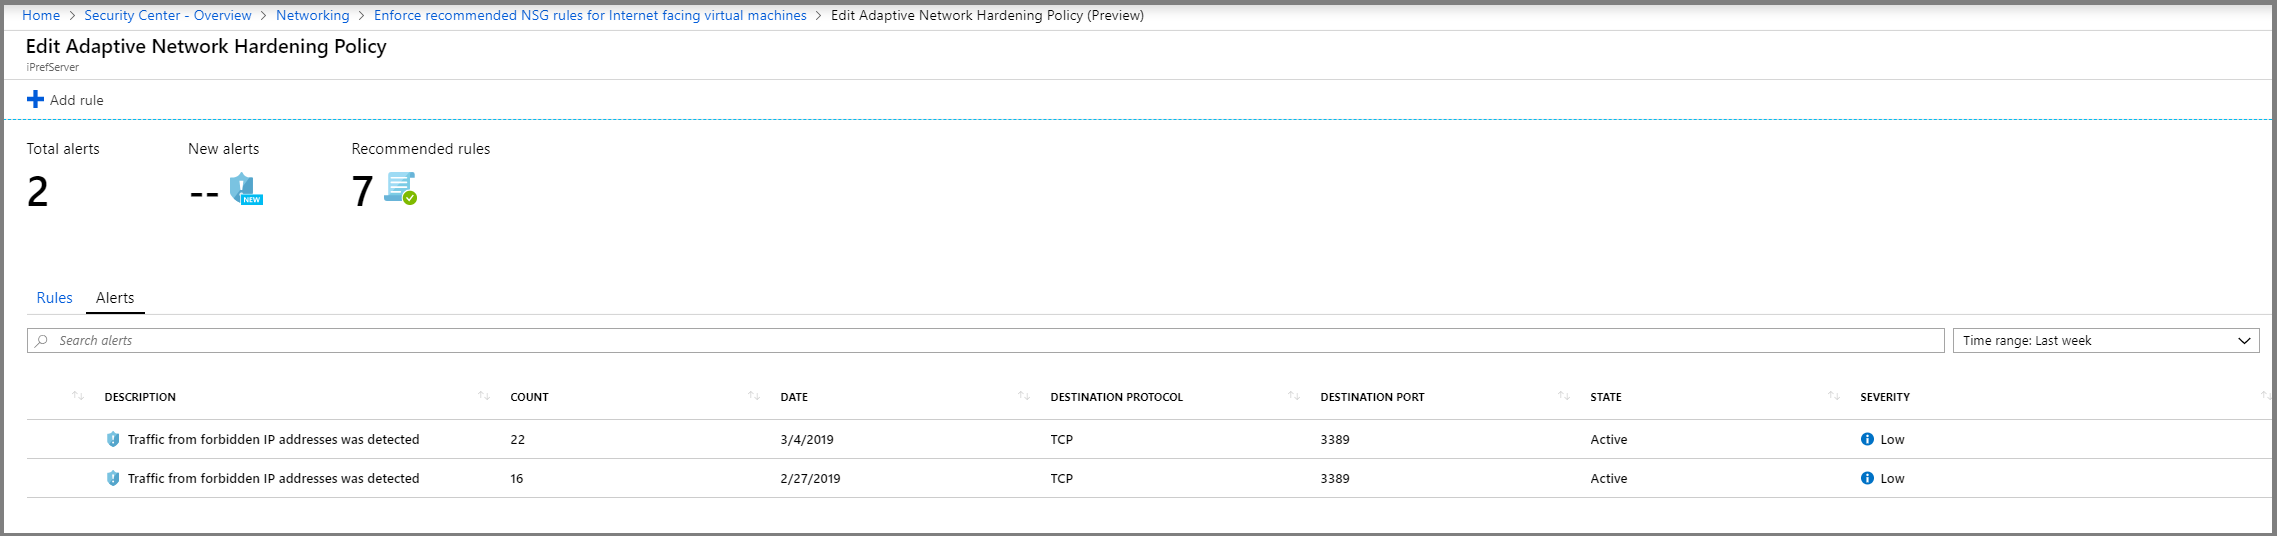 Home > Security Center - Overview > Networking > Enforce recommended NSG rules for Internet facing virtual machines > Edit Adaptive Network Hardening Policy (Preview)
Edit Adaptive Network Hardening Policy
iPrefServer
Add rule
Total alerts New alerts Recommended rules
2 -- NEW 7
Rules Alerts
Search alerts Time range: Last week
DESCRIPTION COUNT DATE DESTINATION PROTOCOL DESTINATION PORT STATE SEVERITY
Traffic from forbidden IP addresses was detected 22 3/4/2019 TCP 3389 Active Low
Traffic from forbidden IP addresses was detected 16 2/27/2019 TCP 3389 Active Low